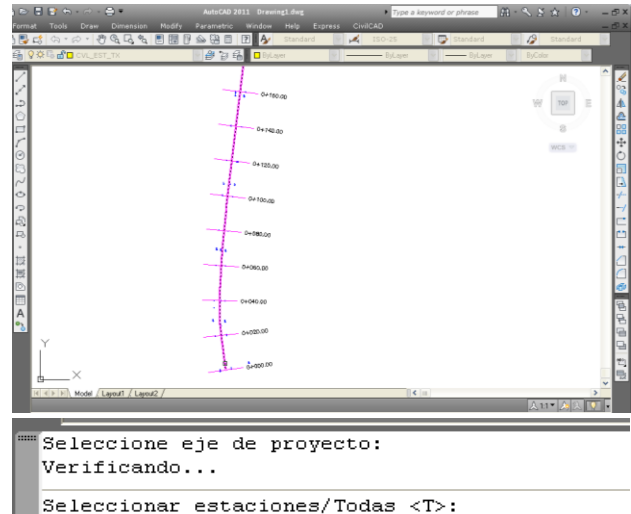 AutoCAD 2011 Drawing1.dwg
Type a keyword or phrase
Format Tools Draw Dimension Modify Parametric Window Help Express CivilCAD
Standard ISO-25 Standard Standard
CVL_EST_TX ByLayer ByLayer ByLayer ByColor
N
W TOP E
S
WCS
0+160.00
0+140.00
0+120.00
0+100.00
0+080.00
0+060.00
0+040.00
0+020.00
0+000.00
Y
X
Model Layout1 Layout2
1:1
Seleccione eje de proyecto:
Verificando...
Seleccionar estaciones/Todas <T>: